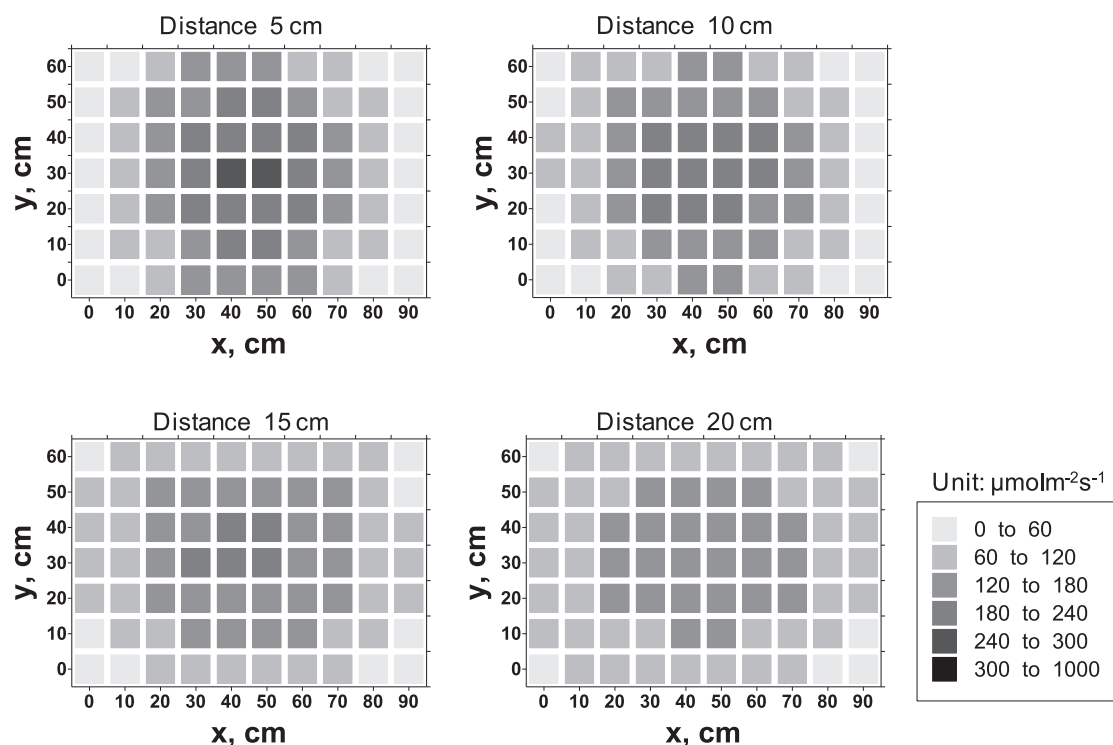 Distance 5 cm
60
50
40
30
20
10
0
y, cm
0 10 20 30 40 50 60 70 80 90
x, cm
Distance 10 cm
60
50
40
30
20
10
0
y, cm
0 10 20 30 40 50 60 70 80 90
x, cm
Distance 15 cm
60
50
40
30
20
10
0
y, cm
0 10 20 30 40 50 60 70 80 90
x, cm
Distance 20 cm
60
50
40
30
20
10
0
y, cm
0 10 20 30 40 50 60 70 80 90
x, cm
Unit: µmolm⁻²s⁻¹
0 to 60
60 to 120
120 to 180
180 to 240
240 to 300
300 to 1000